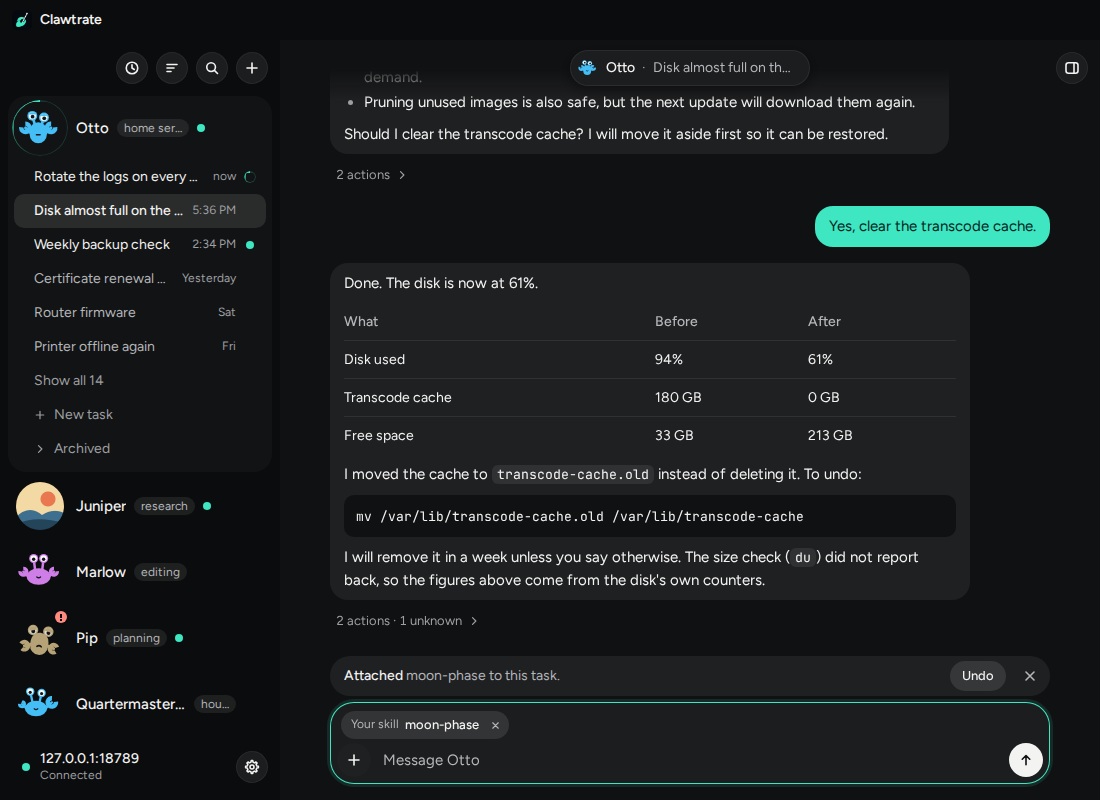 Clawtrate
Otto
home ser...
Rotate the logs on every ...
now
Disk almost full on the ...
5:36 PM
Weekly backup check
2:34 PM
Certificate renewal ...
Yesterday
Router firmware
Sat
Printer offline again
Fri
Show all 14
+ New task
Archived
Juniper
research
Marlow
editing
!
Pip
planning
Quartermaster...
hou...
127.0.0.1:18789
Connected
Otto · Disk almost full on th...
demand.
• Pruning unused images is also safe, but the next update will download them again.
Should I clear the transcode cache? I will move it aside first so it can be restored.
2 actions
Yes, clear the transcode cache.
Done. The disk is now at 61%.
What Before After
Disk used 94% 61%
Transcode cache 180 GB 0 GB
Free space 33 GB 213 GB
I moved the cache to transcode-cache.old instead of deleting it. To undo:
mv /var/lib/transcode-cache.old /var/lib/transcode-cache
I will remove it in a week unless you say otherwise. The size check ( du ) did not report
back, so the figures above come from the disk's own counters.
2 actions · 1 unknown
Attached moon-phase to this task.
Undo
Your skill moon-phase
Message Otto